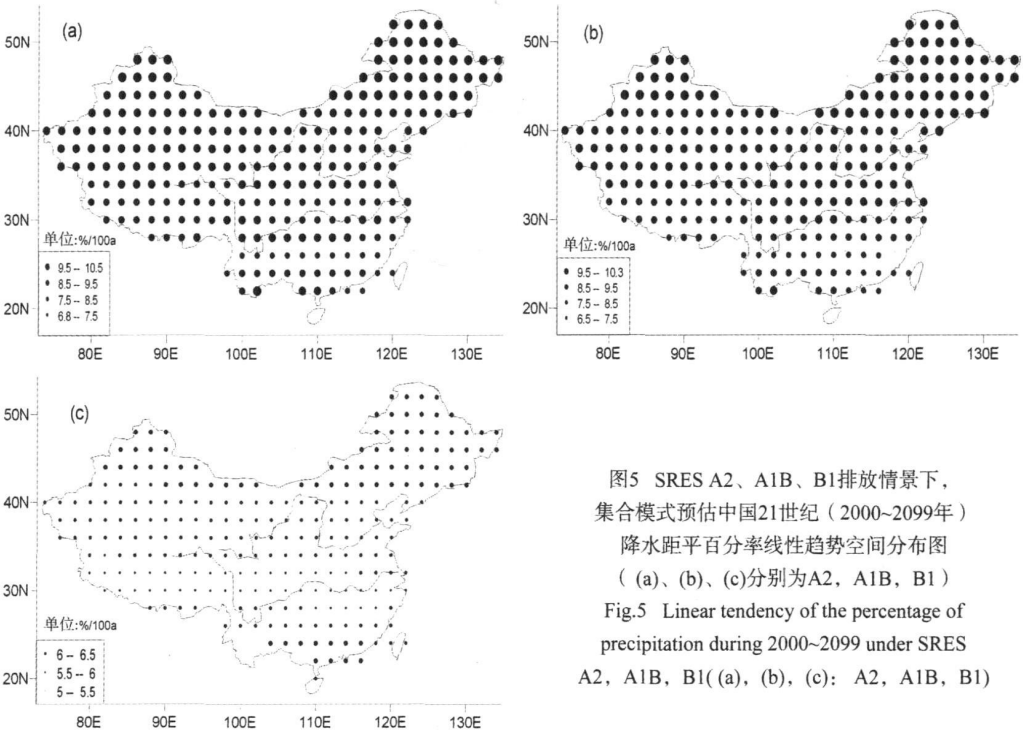 (a)
50N
40N
30N
20N
单位:%/100a
9.5 -- 10.5
8.5 -- 9.5
7.5 -- 8.5
6.8 -- 7.5
80E 90E 100E 110E 120E 130E
(b)
50N
40N
30N
20N
单位:%/100a
9.5 -- 10.3
8.5 -- 9.5
7.5 -- 8.5
6.5 -- 7.5
80E 90E 100E 110E 120E 130E
(c)
50N
40N
30N
20N
单位:%/100a
6 -- 6.5
5.5 -- 6
5 -- 5.5
80E 90E 100E 110E 120E 130E
图5 SRES A2、A1B、B1排放情景下，
集合模式预估中国21世纪（2000~2099年）
降水距平百分率线性趋势空间分布图
（ (a)、(b)、(c)分别为A2，A1B，B1）
Fig.5 Linear tendency of the percentage of
precipitation during 2000~2099 under SRES
A2，A1B，B1( (a)，(b)，(c)： A2，A1B，B1)